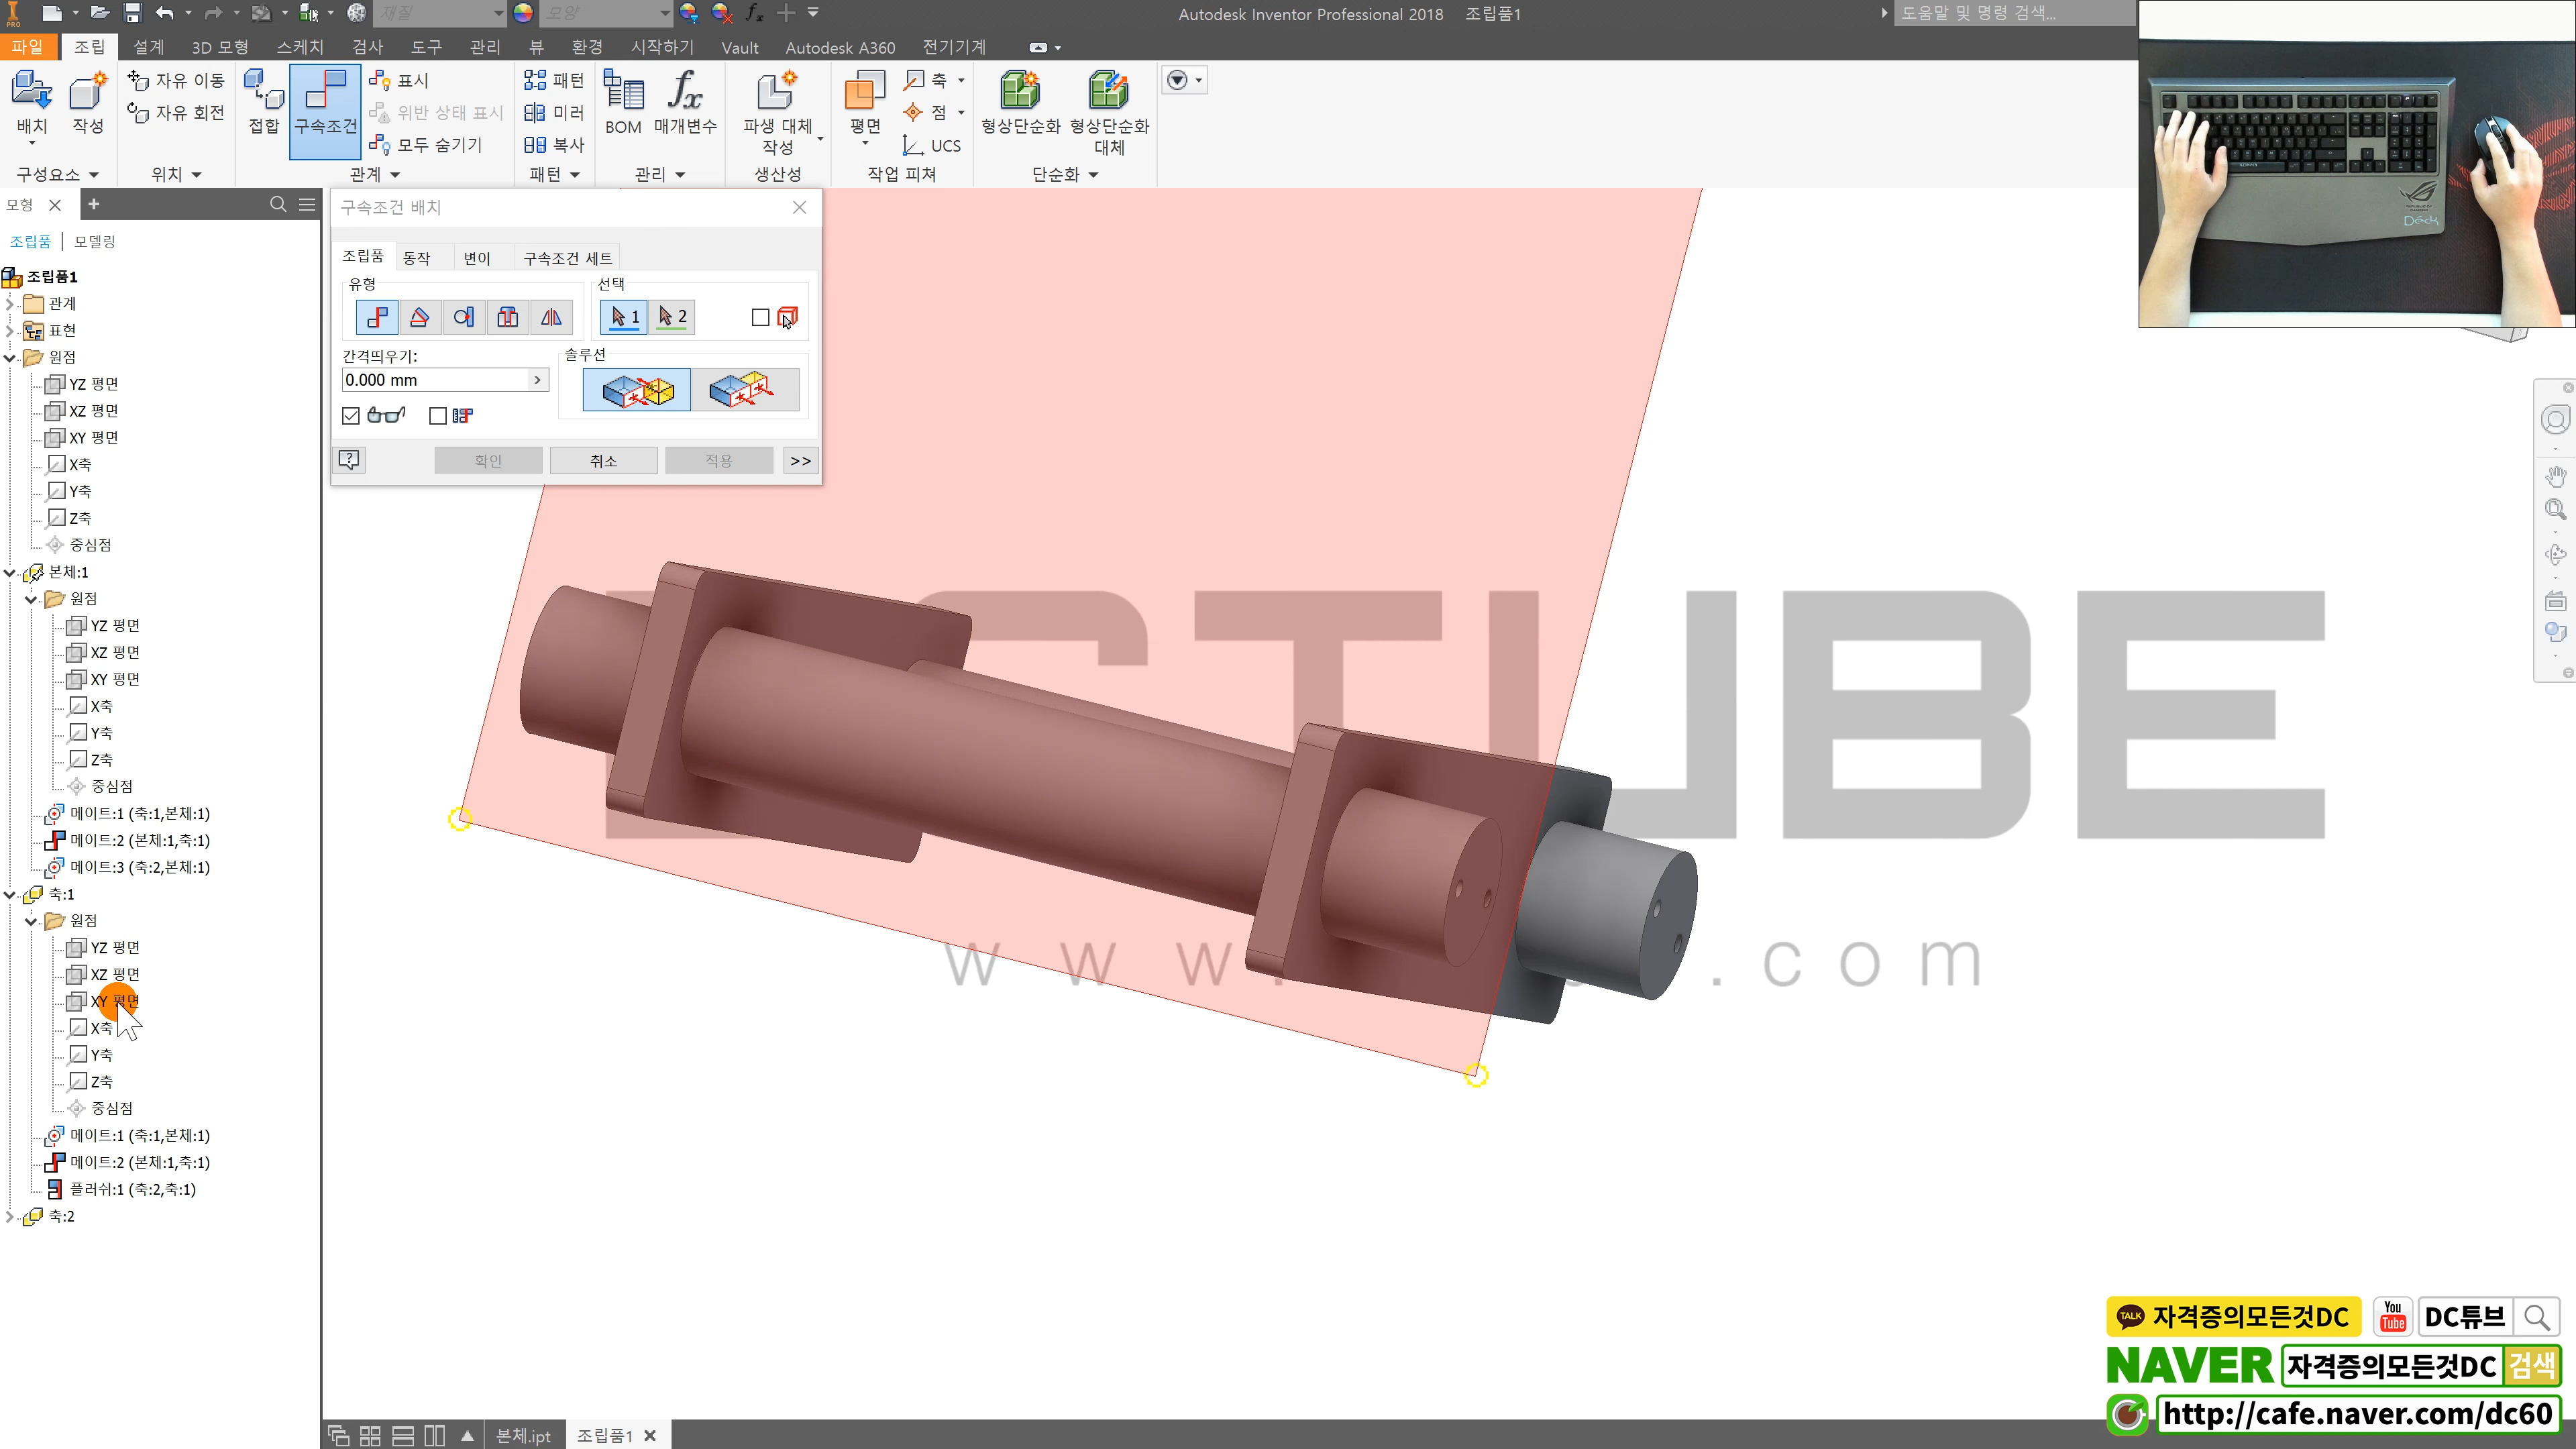 PRO
재질
모양
Autodesk Inventor Professional 2018 조립품1
도움말 및 명령 검색...
파일 조립 설계 3D 모형 스케치 검사 도구 관리 뷰 환경 시작하기 Vault Autodesk A360 전기기계
배치 작성 자유 이동 자유 회전 접합 구속조건 표시 위반 상태 표시 모두 숨기기 패턴 미러 복사 BOM 매개변수 파생 대체 작성 평면 축 점 UCS 형상단순화 형상단순화 대체
구성요소 위치 관계 패턴 관리 생산성 작업 피쳐 단순화
모형
조립품 모델링
조립품1
관계
표현
원점
YZ 평면
XZ 평면
XY 평면
X축
Y축
Z축
중심점
본체:1
원점
YZ 평면
XZ 평면
XY 평면
X축
Y축
Z축
중심점
메이트:1 (축:1,본체:1)
메이트:2 (본체:1,축:1)
메이트:3 (축:2,본체:1)
축:1
원점
YZ 평면
XZ 평면
XY 평면
X축
Y축
Z축
중심점
메이트:1 (축:1,본체:1)
메이트:2 (본체:1,축:1)
플러쉬:1 (축:2,축:1)
축:2
구속조건 배치
조립품 동작 변이 구속조건 세트
유형 선택
1 2
간격띄우기: 솔루션
0.000 mm
확인 취소 적용 >>
Deck
TALK 자격증의모든것DC You Tube DC튜브
NAVER 자격증의모든것DC 검색
http://cafe.naver.com/dc60
본체.ipt 조립품1